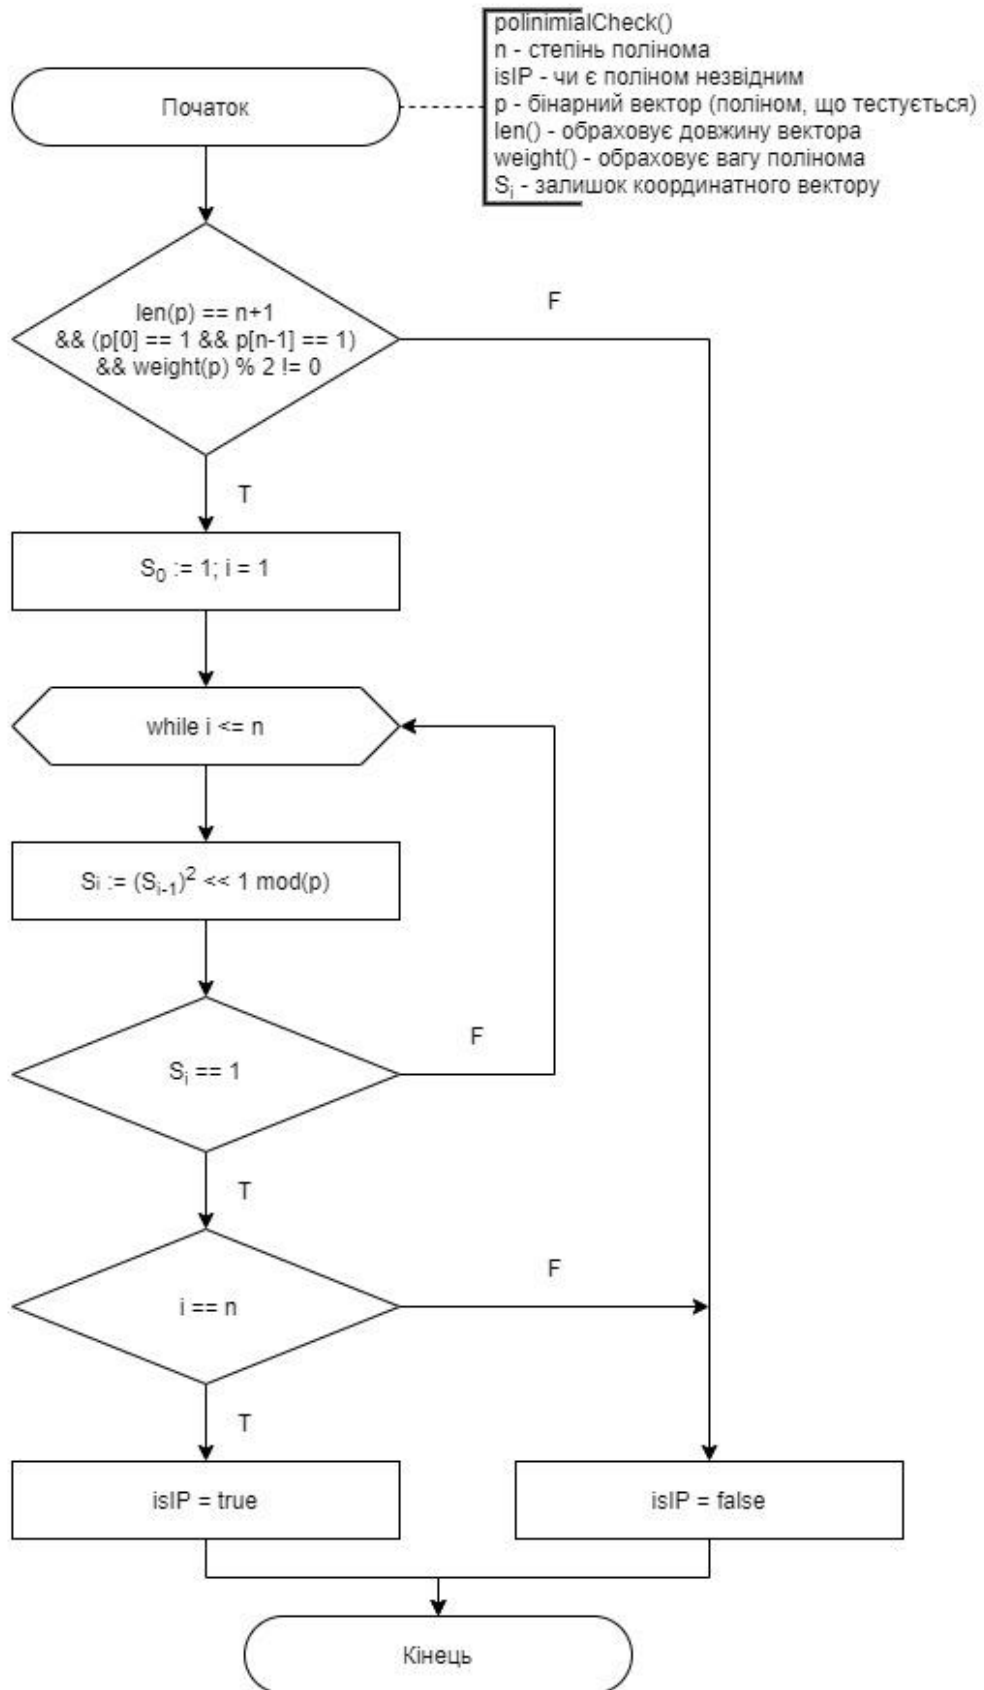 polinimialCheck()
n - степінь полінома
isIP - чи є поліном незвідним
p - бінарний вектор (поліном, що тестується)
len() - обраховує довжину вектора
weight() - обраховує вагу полінома
Si - залишок координатного вектору
Початок
len(p) == n+1
&& (p[0] == 1 && p[n-1] == 1)
&& weight(p) % 2 != 0
F
T
S0 := 1; i = 1
while i <= n
Si := (Si-1)2 << 1 mod(p)
Si == 1
F
T
i == n
F
T
isIP = true
isIP = false
Кінець